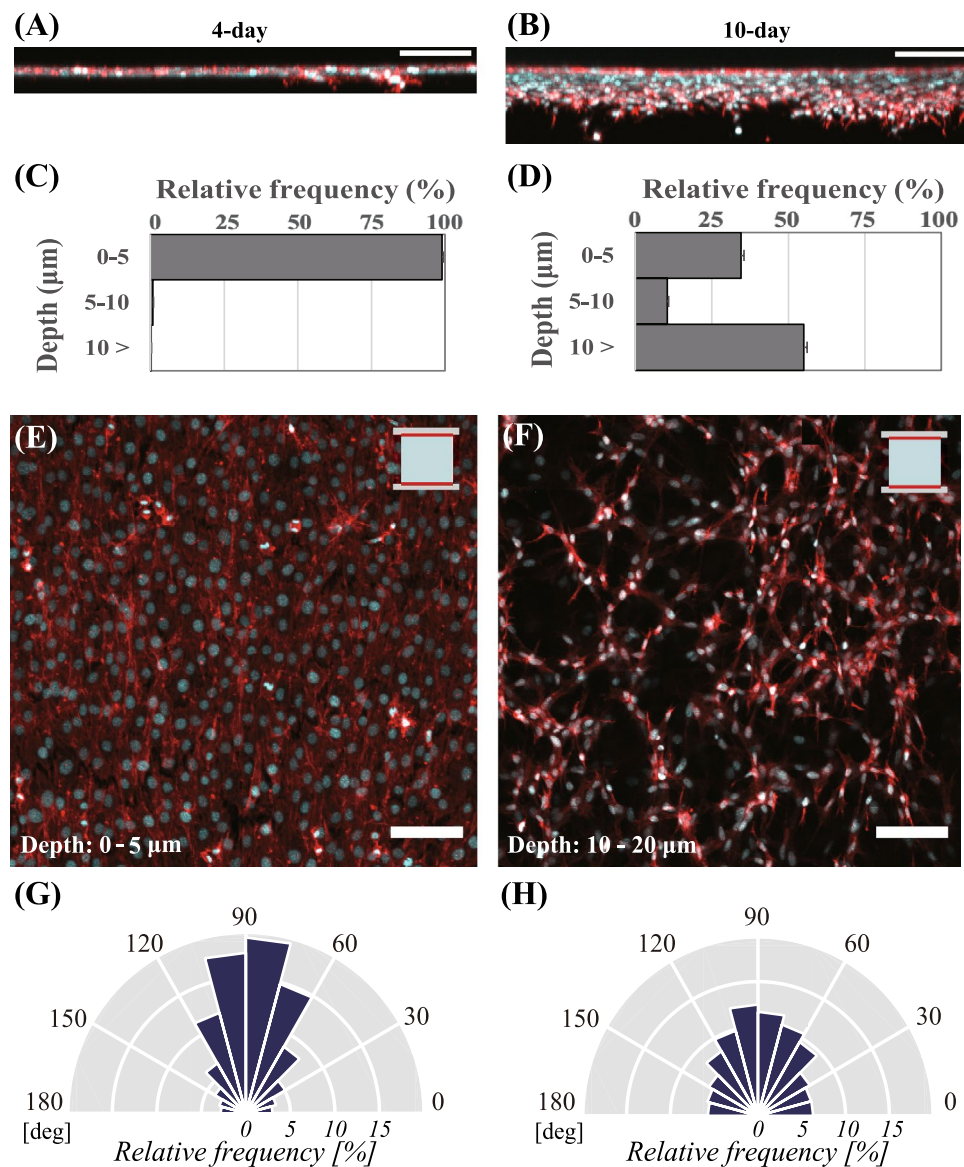 (A) 4-day
(B) 10-day
(C) Relative frequency (%)
0 25 50 75 100
Depth (μm)
0-5
5-10
10 >
(D) Relative frequency (%)
0 25 50 75 100
Depth (μm)
0-5
5-10
10 >
(E)
Depth: 0 - 5 μm
(F)
Depth: 10 - 20 μm
(G)
90
120 60
150 30
180 0
[deg] 0 5 10 15
Relative frequency [%]
(H)
90
120 60
150 30
180 0
[deg] 0 5 10 15
Relative frequency [%]